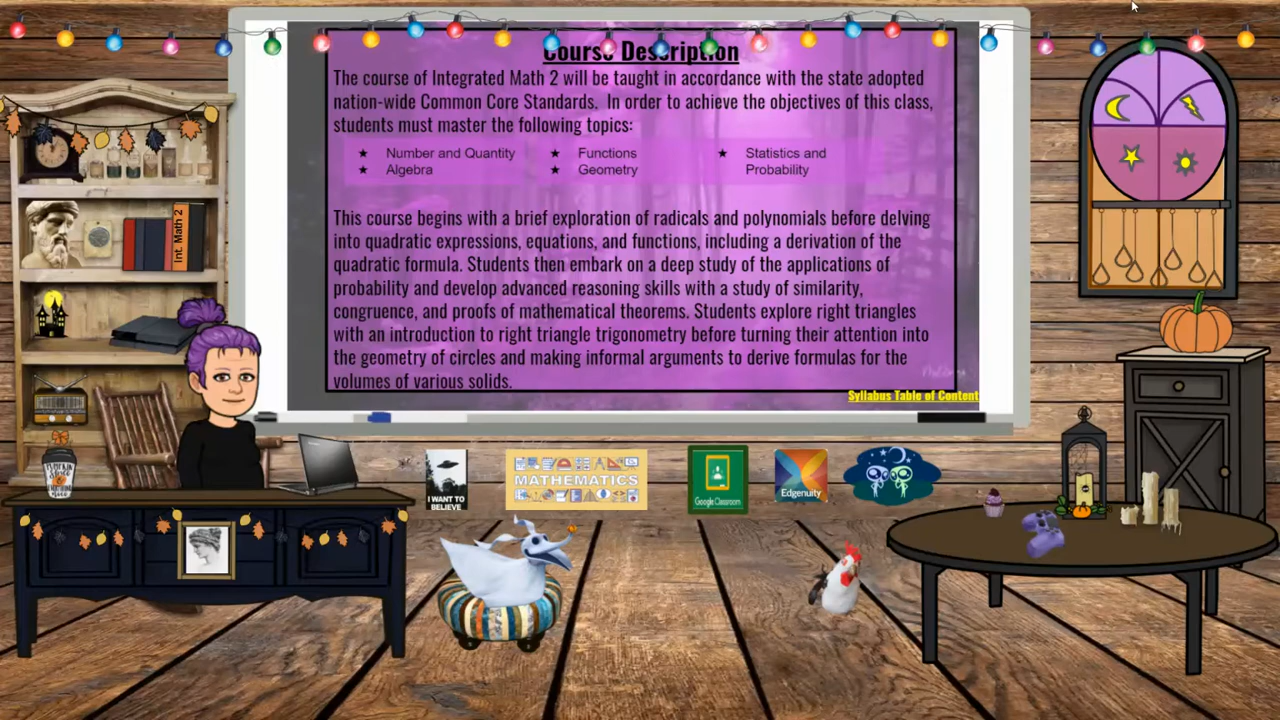 Course Description
The course of Integrated Math 2 will be taught in accordance with the state adopted
nation-wide Common Core Standards. In order to achieve the objectives of this class,
students must master the following topics:
★ Number and Quantity ★ Functions ★ Statistics and
★ Algebra ★ Geometry Probability
This course begins with a brief exploration of radicals and polynomials before delving
into quadratic expressions, equations, and functions, including a derivation of the
quadratic formula. Students then embark on a deep study of the applications of
probability and develop advanced reasoning skills with a study of similarity,
congruence, and proofs of mathematical theorems. Students explore right triangles
with an introduction to right triangle trigonometry before turning their attention into
the geometry of circles and making informal arguments to derive formulas for the
volumes of various solids.
Syllabus Table of Content
Int. Math 2
PUMPKIN
I WANT TO
BELIEVE
MATHEMATICS
Google Classroom
Edgenuity